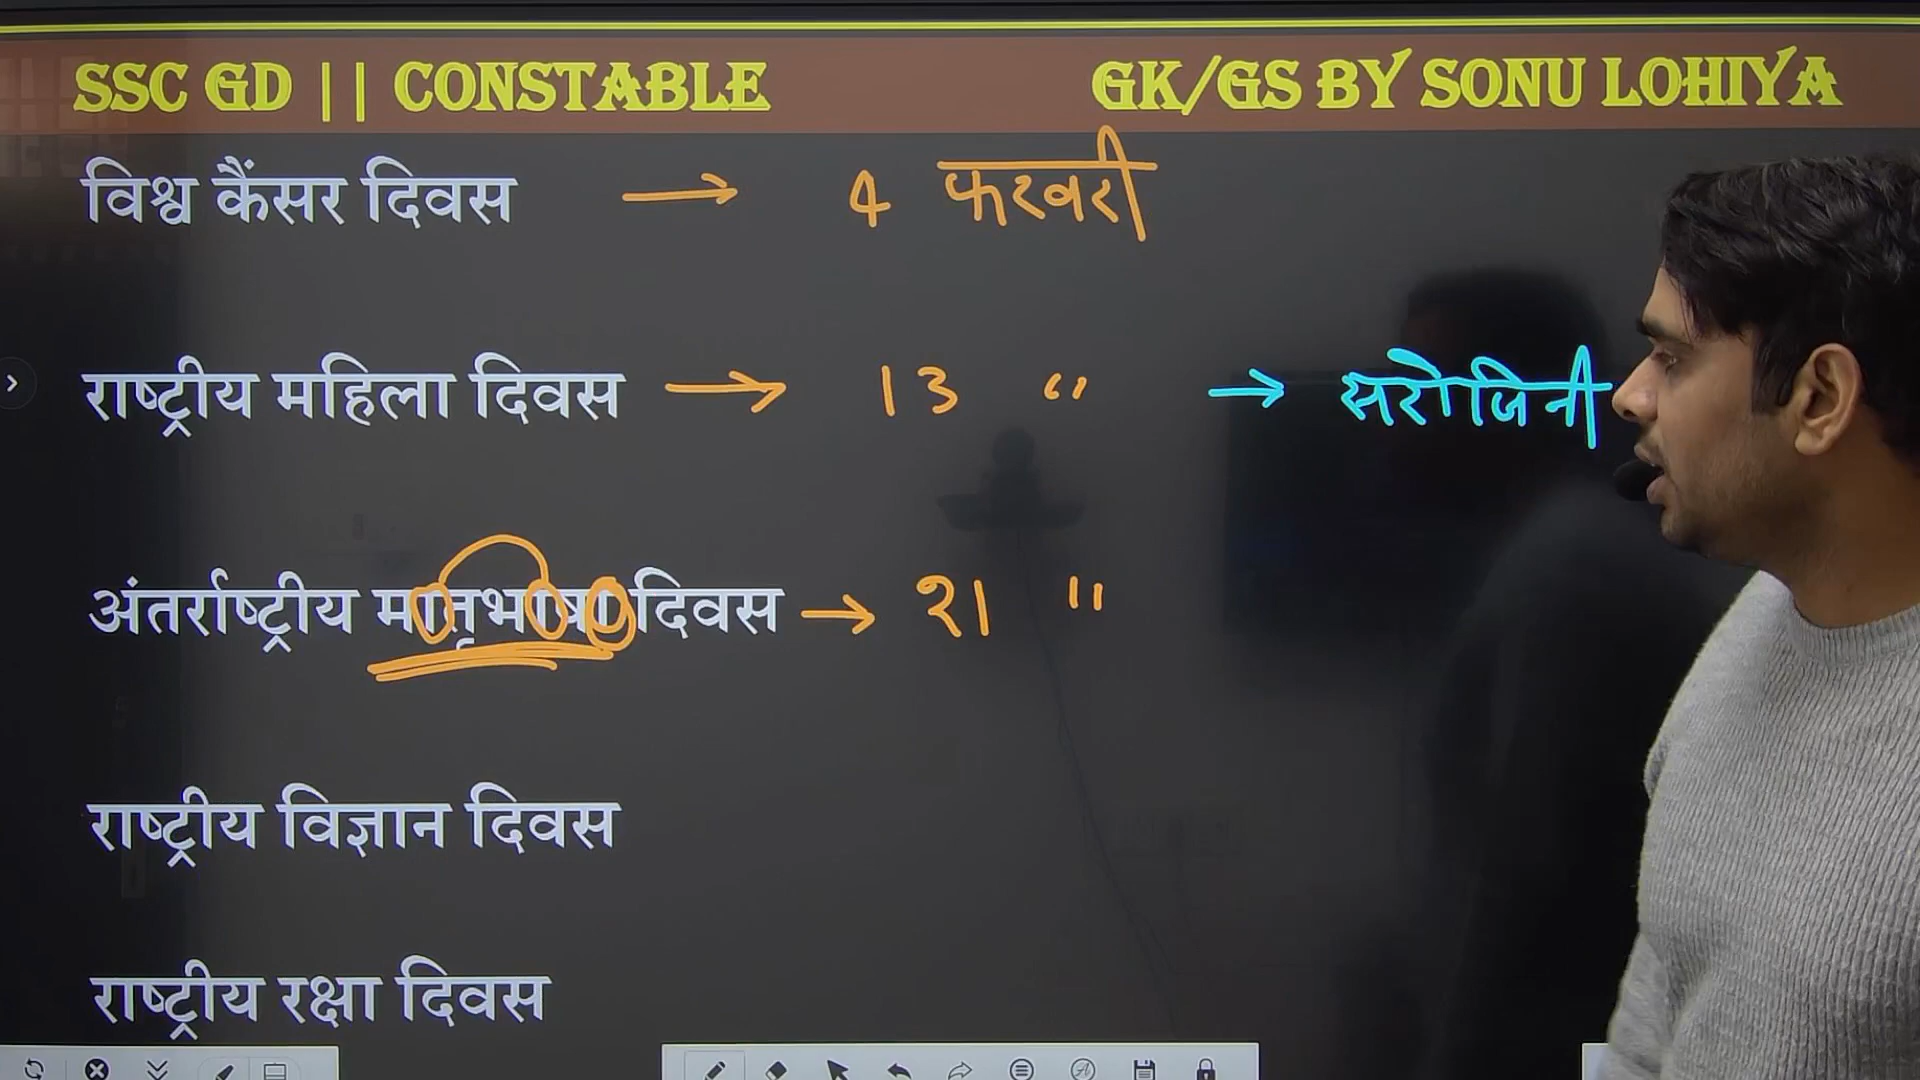 SSC GD || CONSTABLE GK/GS BY SONU LOHIYA
विश्व कैंसर दिवस → 4 फरवरी
राष्ट्रीय महिला दिवस → 13 " → सरोजिनी
अंतर्राष्ट्रीय मातृभाषा दिवस → 21 "
राष्ट्रीय विज्ञान दिवस
राष्ट्रीय रक्षा दिवस